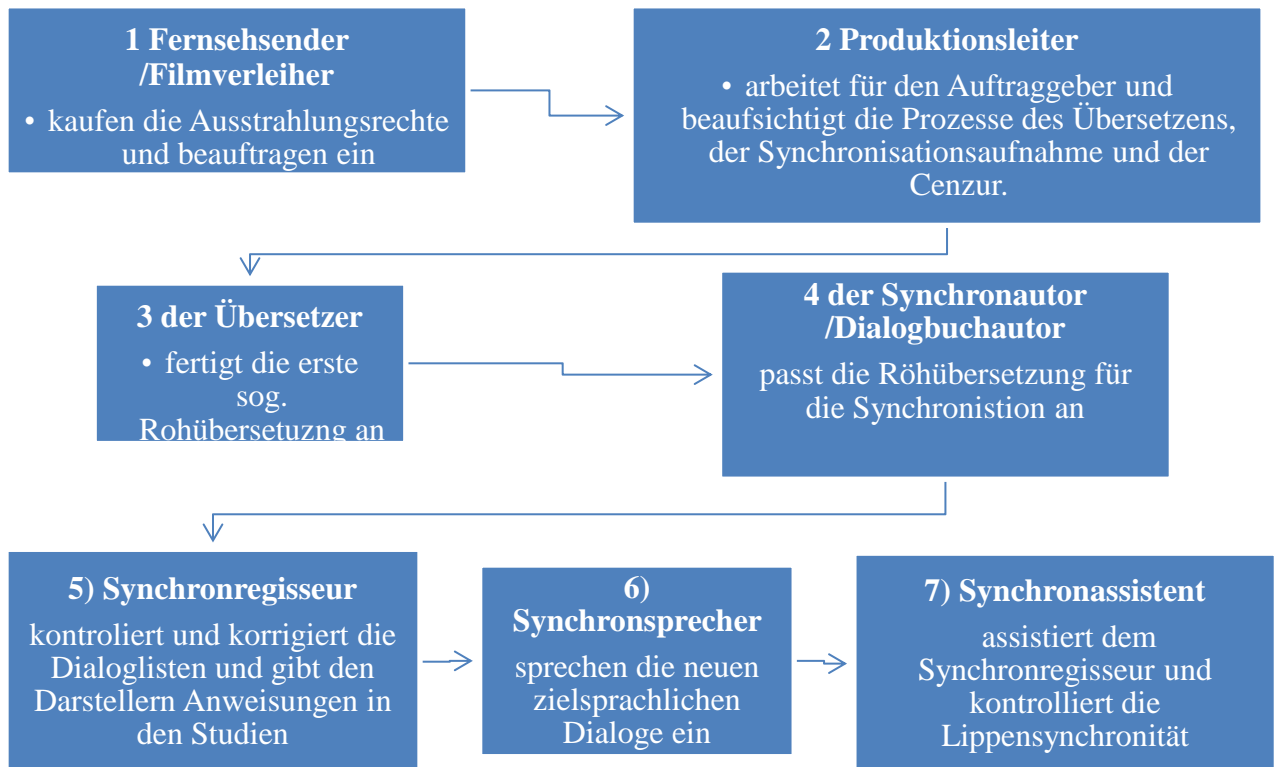 1 Fernsehsender
/Filmverleiher
• kaufen die Ausstrahlungsrechte
und beauftragen ein
2 Produktionsleiter
• arbeitet für den Auftraggeber und
beaufsichtigt die Prozesse des Übersetzens,
der Synchronisationsaufnahme und der
Cenzur.
3 der Übersetzer
• fertigt die erste
sog.
Rohübersetuzng an
4 der Synchronautor
/Dialogbuchautor
passt die Röhübersetzung für
die Synchronistion an
5) Synchronregisseur
kontroliert und korrigiert die
Dialoglisten und gibt den
Darstellern Anweisungen in
den Studien
6)
Synchronsprecher
sprechen die neuen
zielsprachlichen
Dialoge ein
7) Synchronassistent
assistiert dem
Synchronregisseur und
kontrolliert die
Lippensynchronität